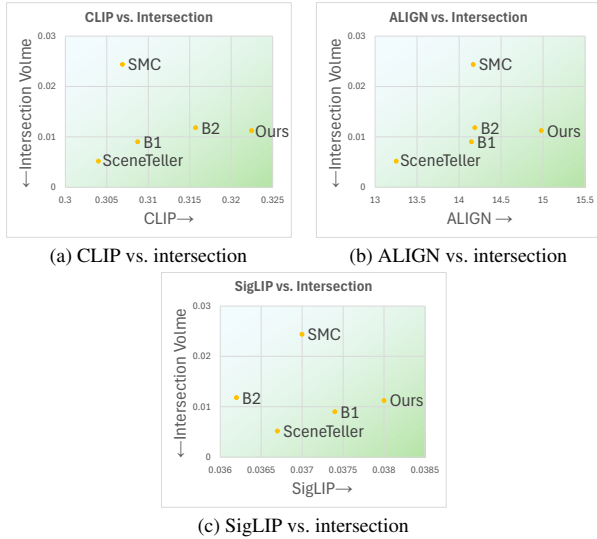 CLIP vs. Intersection
0.03
0.02
0.01
0
←Intersection Volme
SMC
B2
Ours
B1
SceneTeller
0.3 0.305 0.31 0.315 0.32 0.325
CLIP→
(a) CLIP vs. intersection
ALIGN vs. Intersection
0.03
0.02
0.01
0
←Intersection Volme
SMC
B2
Ours
B1
SceneTeller
13 13.5 14 14.5 15 15.5
ALIGN →
(b) ALIGN vs. intersection
SigLIP vs. Intersection
0.03
0.02
0.01
0
←Intersection Volme
SMC
B2
Ours
B1
SceneTeller
0.036 0.0365 0.037 0.0375 0.038 0.0385
SigLIP→
(c) SigLIP vs. intersection